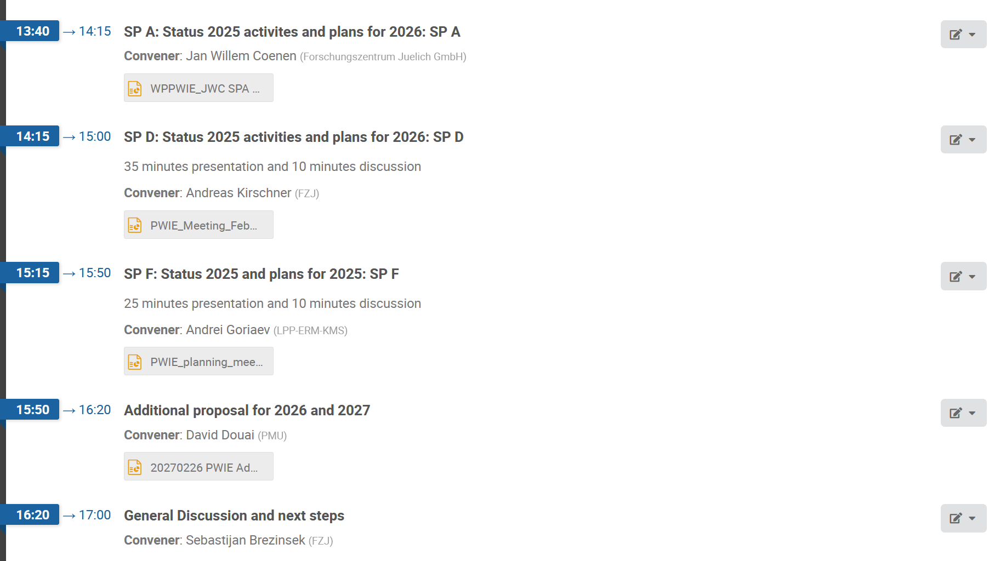 13:40 → 14:15 SP A: Status 2025 activites and plans for 2026: SP A
Convener: Jan Willem Coenen (Forschungszentrum Juelich GmbH)
WPPWIE_JWC SPA ...
14:15 → 15:00 SP D: Status 2025 activities and plans for 2026: SP D
35 minutes presentation and 10 minutes discussion
Convener: Andreas Kirschner (FZJ)
PWIE_Meeting_Feb...
15:15 → 15:50 SP F: Status 2025 and plans for 2025: SP F
25 minutes presentation and 10 minutes discussion
Convener: Andrei Goriaev (LPP-ERM-KMS)
PWIE_planning_mee...
15:50 → 16:20 Additional proposal for 2026 and 2027
Convener: David Douai (PMU)
20270226 PWIE Ad...
16:20 → 17:00 General Discussion and next steps
Convener: Sebastijan Brezinsek (FZJ)